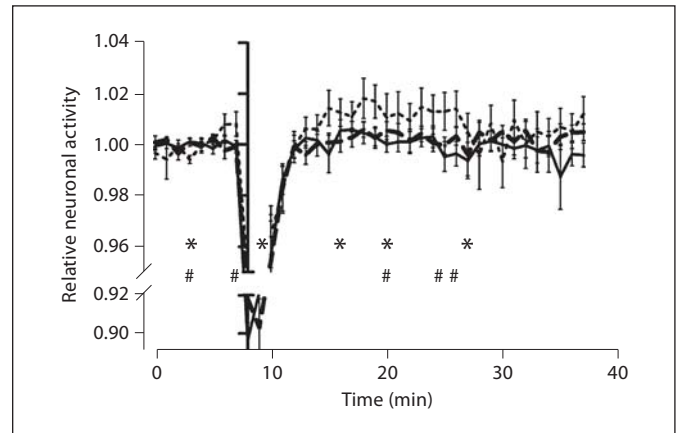 Relative neuronal activity
1.04
1.02
1.00
0.98
0.96
* * * * *
# # # # #
0.92
0.90
0 10 20 30 40
Time (min)